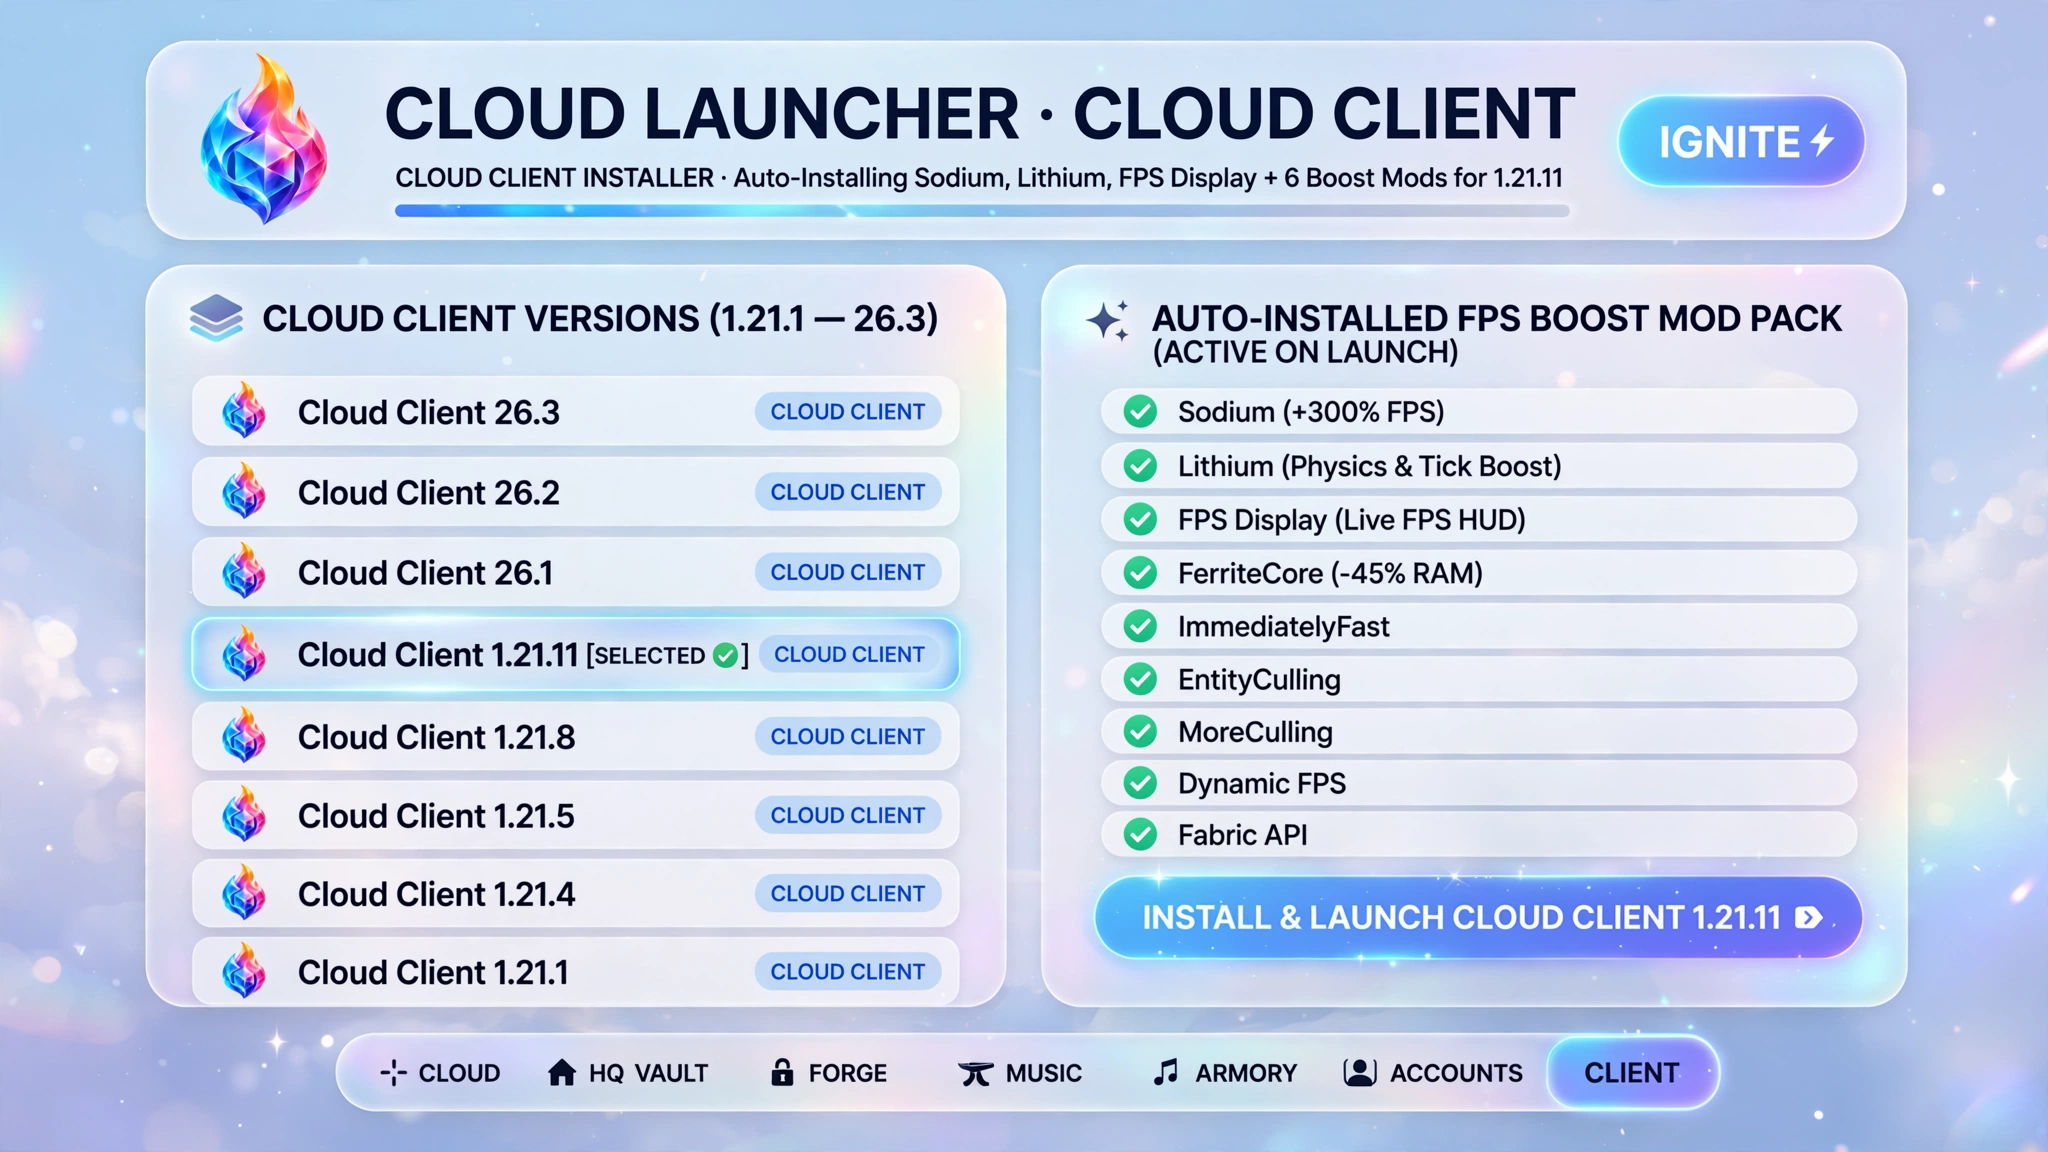 CLOUD LAUNCHER · CLOUD CLIENT
CLOUD CLIENT INSTALLER · Auto-Installing Sodium, Lithium, FPS Display + 6 Boost Mods for 1.21.11
IGNITE
CLOUD CLIENT VERSIONS (1.21.1 — 26.3)
Cloud Client 26.3 CLOUD CLIENT
Cloud Client 26.2 CLOUD CLIENT
Cloud Client 26.1 CLOUD CLIENT
Cloud Client 1.21.11 [SELECTED ✅] CLOUD CLIENT
Cloud Client 1.21.8 CLOUD CLIENT
Cloud Client 1.21.5 CLOUD CLIENT
Cloud Client 1.21.4 CLOUD CLIENT
Cloud Client 1.21.1 CLOUD CLIENT
AUTO-INSTALLED FPS BOOST MOD PACK
(ACTIVE ON LAUNCH)
Sodium (+300% FPS)
Lithium (Physics & Tick Boost)
FPS Display (Live FPS HUD)
FerriteCore (-45% RAM)
ImmediatelyFast
EntityCulling
MoreCulling
Dynamic FPS
Fabric API
INSTALL & LAUNCH CLOUD CLIENT 1.21.11
CLOUD HQ VAULT FORGE MUSIC ARMORY ACCOUNTS CLIENT